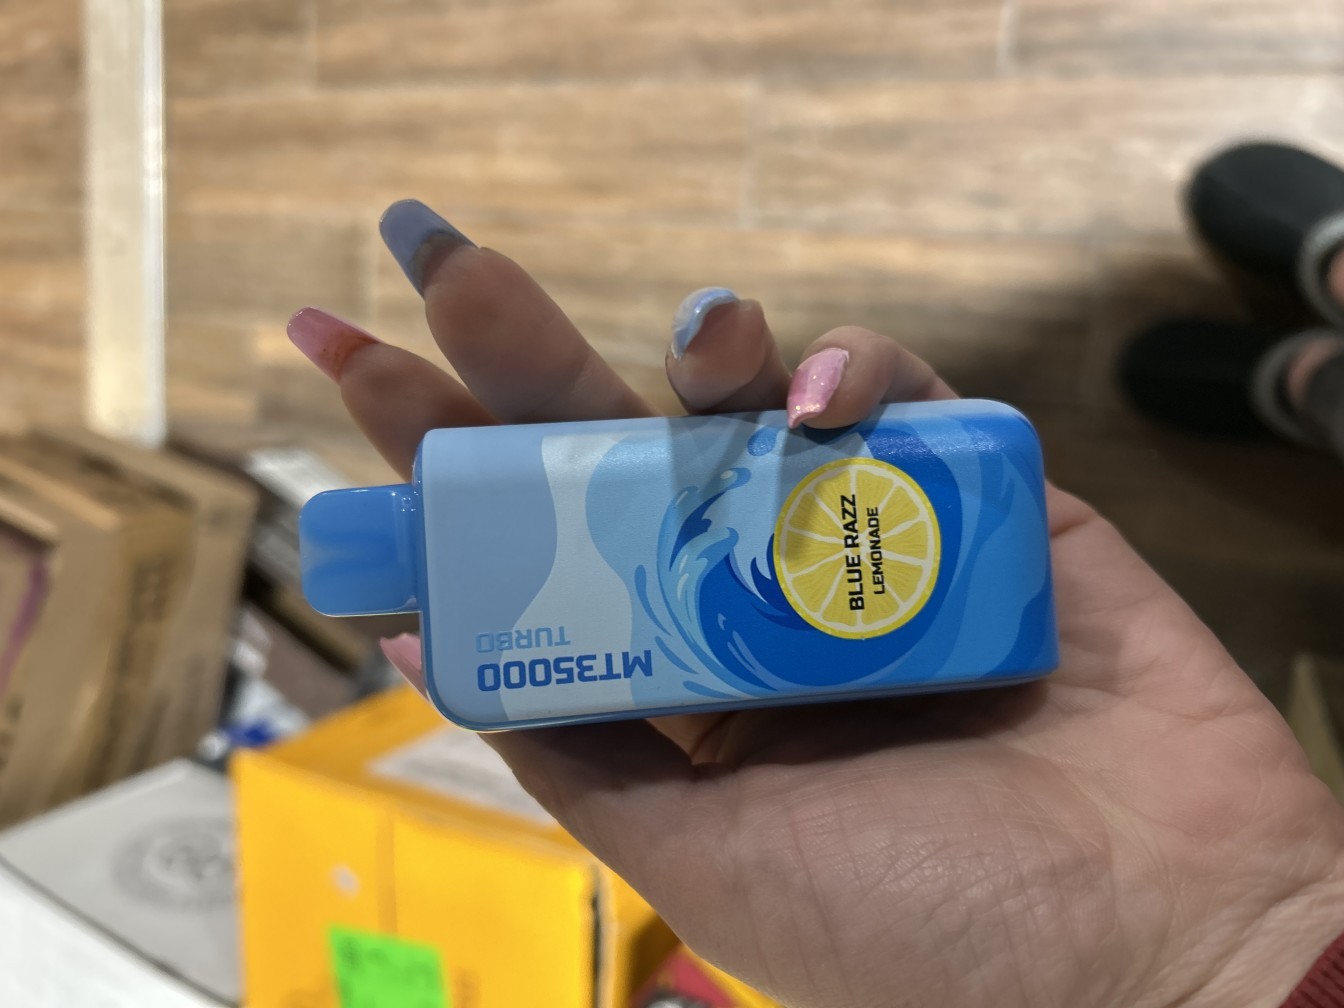 MT35000
TURBO
BLUE RAZZ
LEMONADE